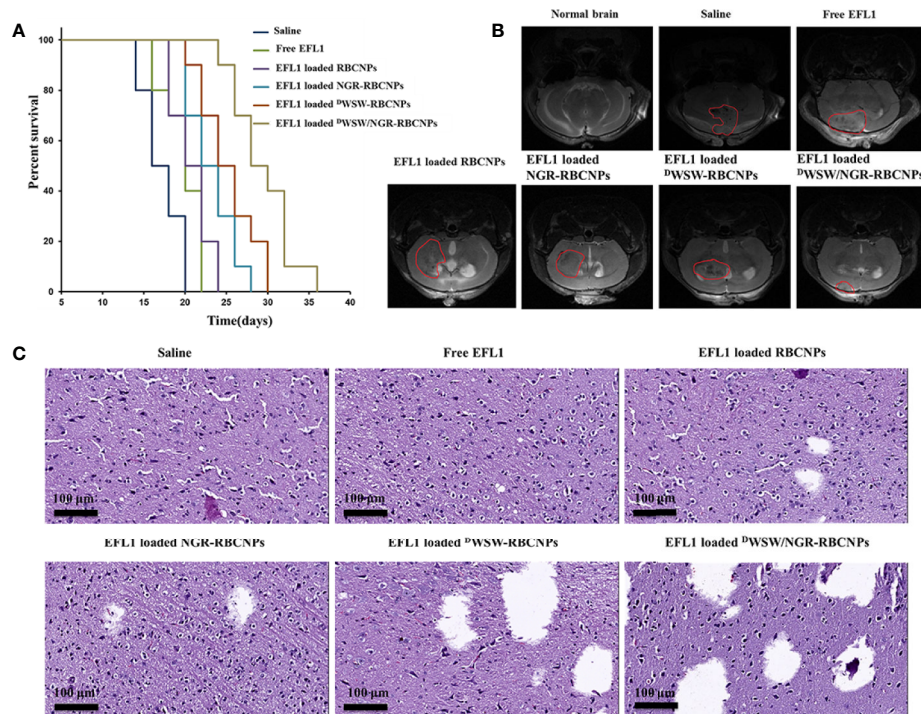 A
Percent survival
100
80
60
40
20
0
5
10
15
20
25
30
35
40
Time(days)
Saline
Free EFL1
EFL1 loaded RBCNPs
EFL1 loaded NGR-RBCNPs
EFL1 loaded ᴰWSW-RBCNPs
EFL1 loaded ᴰWSW/NGR-RBCNPs
B
Normal brain
Saline
Free EFL1
EFL1 loaded RBCNPs
EFL1 loaded
NGR-RBCNPs
EFL1 loaded
ᴰWSW-RBCNPs
EFL1 loaded
ᴰWSW/NGR-RBCNPs
C
Saline
Free EFL1
EFL1 loaded RBCNPs
100 µm
100 µm
100 µm
EFL1 loaded NGR-RBCNPs
EFL1 loaded ᴰWSW-RBCNPs
EFL1 loaded ᴰWSW/NGR-RBCNPs
100 µm
100 µm
100 µm